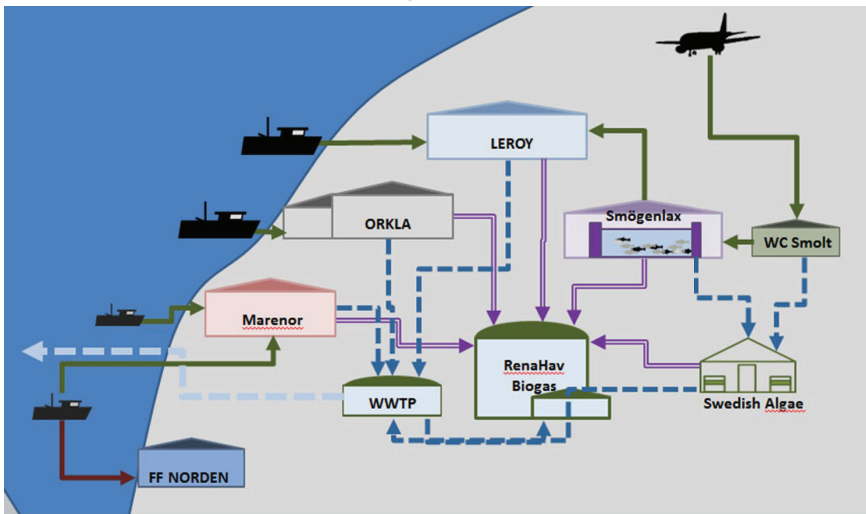 LEROY
ORKLA
Smögenlax
WC Smolt
Marenor
RenaHav
Biogas
WWTP
Swedish Algae
FF NORDEN